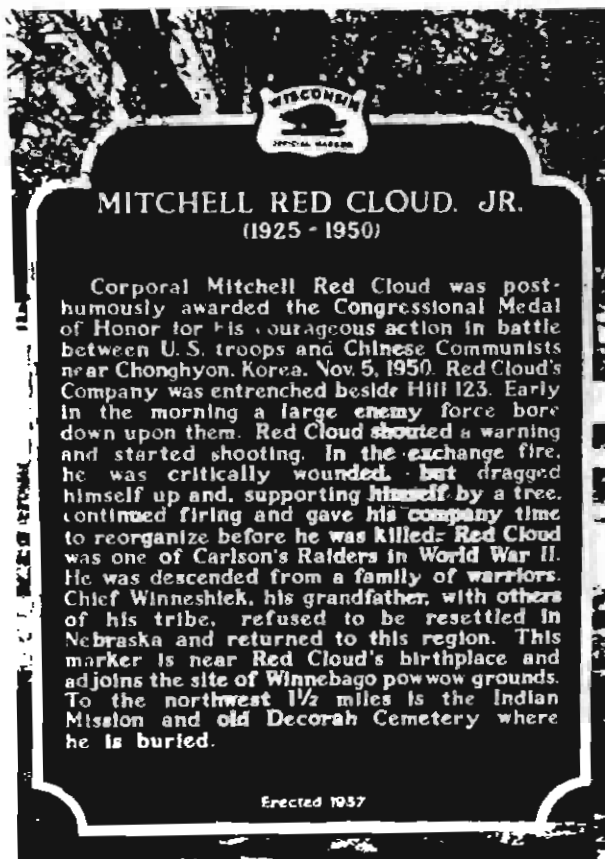 WISCONSIN
OFFICIAL MARKER
MITCHELL RED CLOUD. JR.
(1925 - 1950)
Corporal Mitchell Red Cloud was post-
humously awarded the Congressional Medal
of Honor for his courageous action in battle
between U.S. troops and Chinese Communists
near Chonghyon. Korea. Nov. 5, 1950. Red Cloud's
Company was entrenched beside Hill 123. Early
in the morning a large enemy force bore
down upon them. Red Cloud shouted a warning
and started shooting. In the exchange fire,
he was critically wounded, but dragged
himself up and, supporting himself by a tree,
continued firing and gave his company time
to reorganize before he was killed. Red Cloud
was one of Carlson's Raiders in World War II.
He was descended from a family of warriors.
Chief Winneshiek, his grandfather, with others
of his tribe, refused to be resettled in
Nebraska and returned to this region. This
marker is near Red Cloud's birthplace and
adjoins the site of Winnebago powwow grounds.
To the northwest 1½ miles is the Indian
Mission and old Decorah Cemetery where
he is buried.
Erected 1957